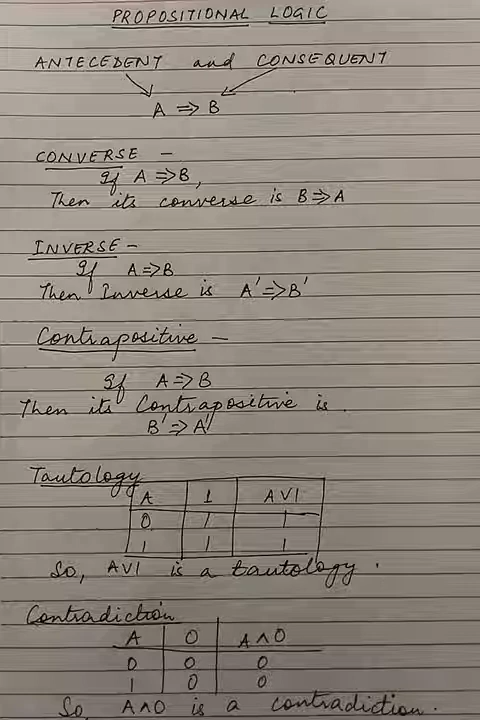 PROPOSITIONAL LOGIC
ANTECEDENT and CONSEQUENT
A ⇒ B
CONVERSE -
If A ⇒ B,
Then its converse is B ⇒ A
INVERSE -
If A ⇒ B
Then Inverse is A' ⇒ B'
Contrapositive -
If A ⇒ B
Then its Contrapositive is.
B' ⇒ A'
Tautology
A 1 A∨1
0 1 1
1 1 1
So, A∨1 is a tautology.
Contradiction
A 0 A∧0
0 0 0
1 0 0
So, A∧0 is a contradiction.